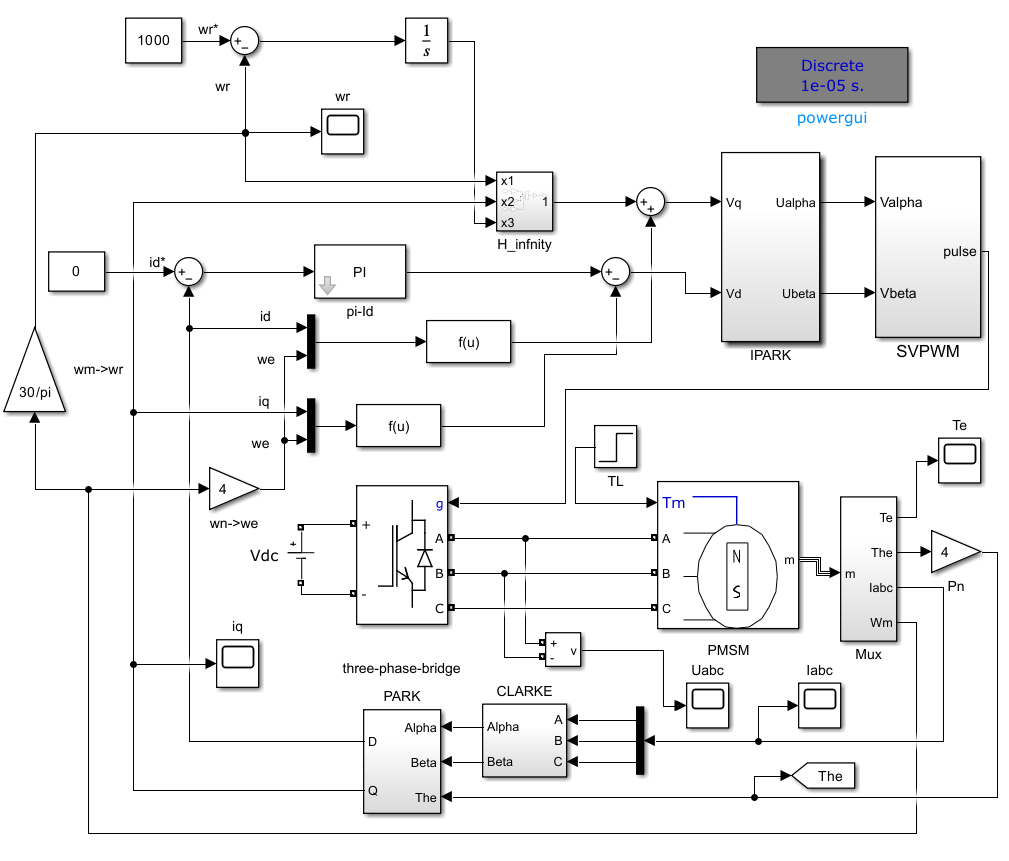 1000
wr*
+
-
1
s
wr
wr
Discrete
1e-05 s.
powergui
x1
x2
x3
1
H_infnity
+
+
Vq
Vd
Ualpha
Ubeta
IPARK
Valpha
Vbeta
pulse
SVPWM
0
id*
+
-
PI
pi-Id
+
-
id
we
f(u)
30/pi
wm->wr
iq
we
f(u)
4
wn->we
TL
Te
Vdc
+
+
-
g
A
B
C
three-phase-bridge
Tm
A
B
C
N
S
m
PMSM
m
Te
The
Iabc
Wm
Mux
4
Pn
+
-
v
iq
Uabc
Iabc
PARK
D
Q
Alpha
Beta
The
CLARKE
Alpha
Beta
A
B
C
The